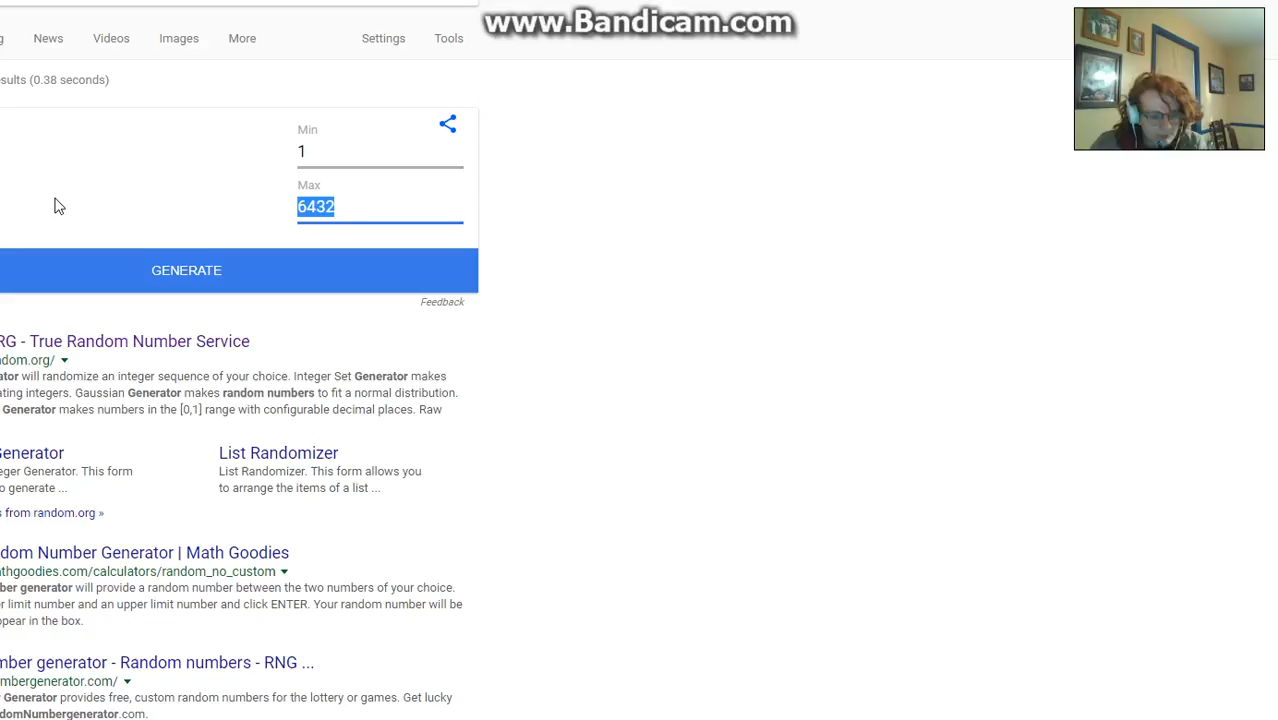 www.Bandicam.com
g News Videos Images More Settings Tools
esults (0.38 seconds)
Min
1
Max
6432
GENERATE
Feedback
RG - True Random Number Service
ndom.org/
ator will randomize an integer sequence of your choice. Integer Set Generator makes
ating integers. Gaussian Generator makes random numbers to fit a normal distribution.
Generator makes numbers in the [0,1] range with configurable decimal places. Raw
Generator List Randomizer
eger Generator. This form List Randomizer. This form allows you
o generate ... to arrange the items of a list ...
s from random.org »
dom Number Generator | Math Goodies
athgoodies.com/calculators/random_no_custom
ber generator will provide a random number between the two numbers of your choice.
er limit number and an upper limit number and click ENTER. Your random number will be
ppear in the box.
mber generator - Random numbers - RNG ...
mbergenerator.com/
r Generator provides free, custom random numbers for the lottery or games. Get lucky
ndomNumbergenerator.com.